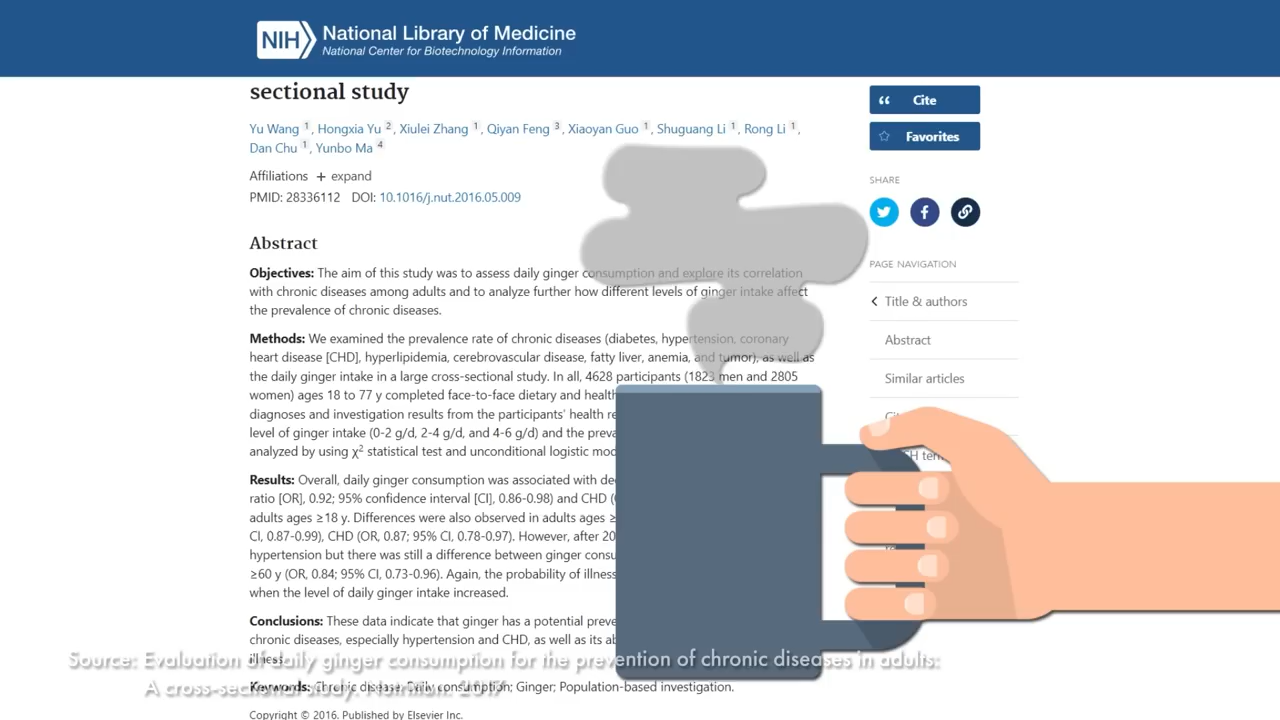 NIH National Library of Medicine
National Center for Biotechnology Information
sectional study
Yu Wang 1, Hongxia Yu 2, Xiulei Zhang 1, Qiyan Feng 3, Xiaoyan Guo 1, Shuguang Li 1, Rong Li 1,
Dan Chu 1, Yunbo Ma 4
Affiliations + expand
PMID: 28336112 DOI: 10.1016/j.nut.2016.05.009
Abstract
Objectives: The aim of this study was to assess daily ginger consumption and explore its correlation
with chronic diseases among adults and to analyze further how different levels of ginger intake affect
the prevalence of chronic diseases.
Methods: We examined the prevalence rate of chronic diseases (diabetes, hypertension, coronary
heart disease [CHD], hyperlipidemia, cerebrovascular disease, fatty liver, anemia, and tumor), as well as
the daily ginger intake in a large cross-sectional study. In all, 4628 participants (1823 men and 2805
women) ages 18 to 77 y completed face-to-face dietary and health
diagnoses and investigation results from the participants' health
level of ginger intake (0-2 g/d, 2-4 g/d, and 4-6 g/d) and the
analyzed by using χ2 statistical test and unconditional logistic
Results: Overall, daily ginger consumption was associated with
ratio [OR], 0.92; 95% confidence interval [CI], 0.86-0.98) and CHD
adults ages ≥18 y. Differences were also observed in adults ages
CI, 0.87-0.99), CHD (OR, 0.87; 95% CI, 0.78-0.97). However, after 20
hypertension but there was still a difference between ginger
≥60 y (OR, 0.84; 95% CI, 0.73-0.96). Again, the probability of illness
when the level of daily ginger intake increased.
Conclusions: These data indicate that ginger has a potential
chronic diseases, especially hypertension and CHD, as well as its
illness.
Keywords: Chronic disease; Daily consumption; Ginger; Population-based investigation.
Copyright © 2016. Published by Elsevier Inc.
Cite
Favorites
SHARE
PAGE NAVIGATION
Title & authors
Abstract
Similar articles
Source: Evaluation of daily ginger consumption for the prevention of chronic diseases in adults:
A cross-sectional study. Nutrition. 2017